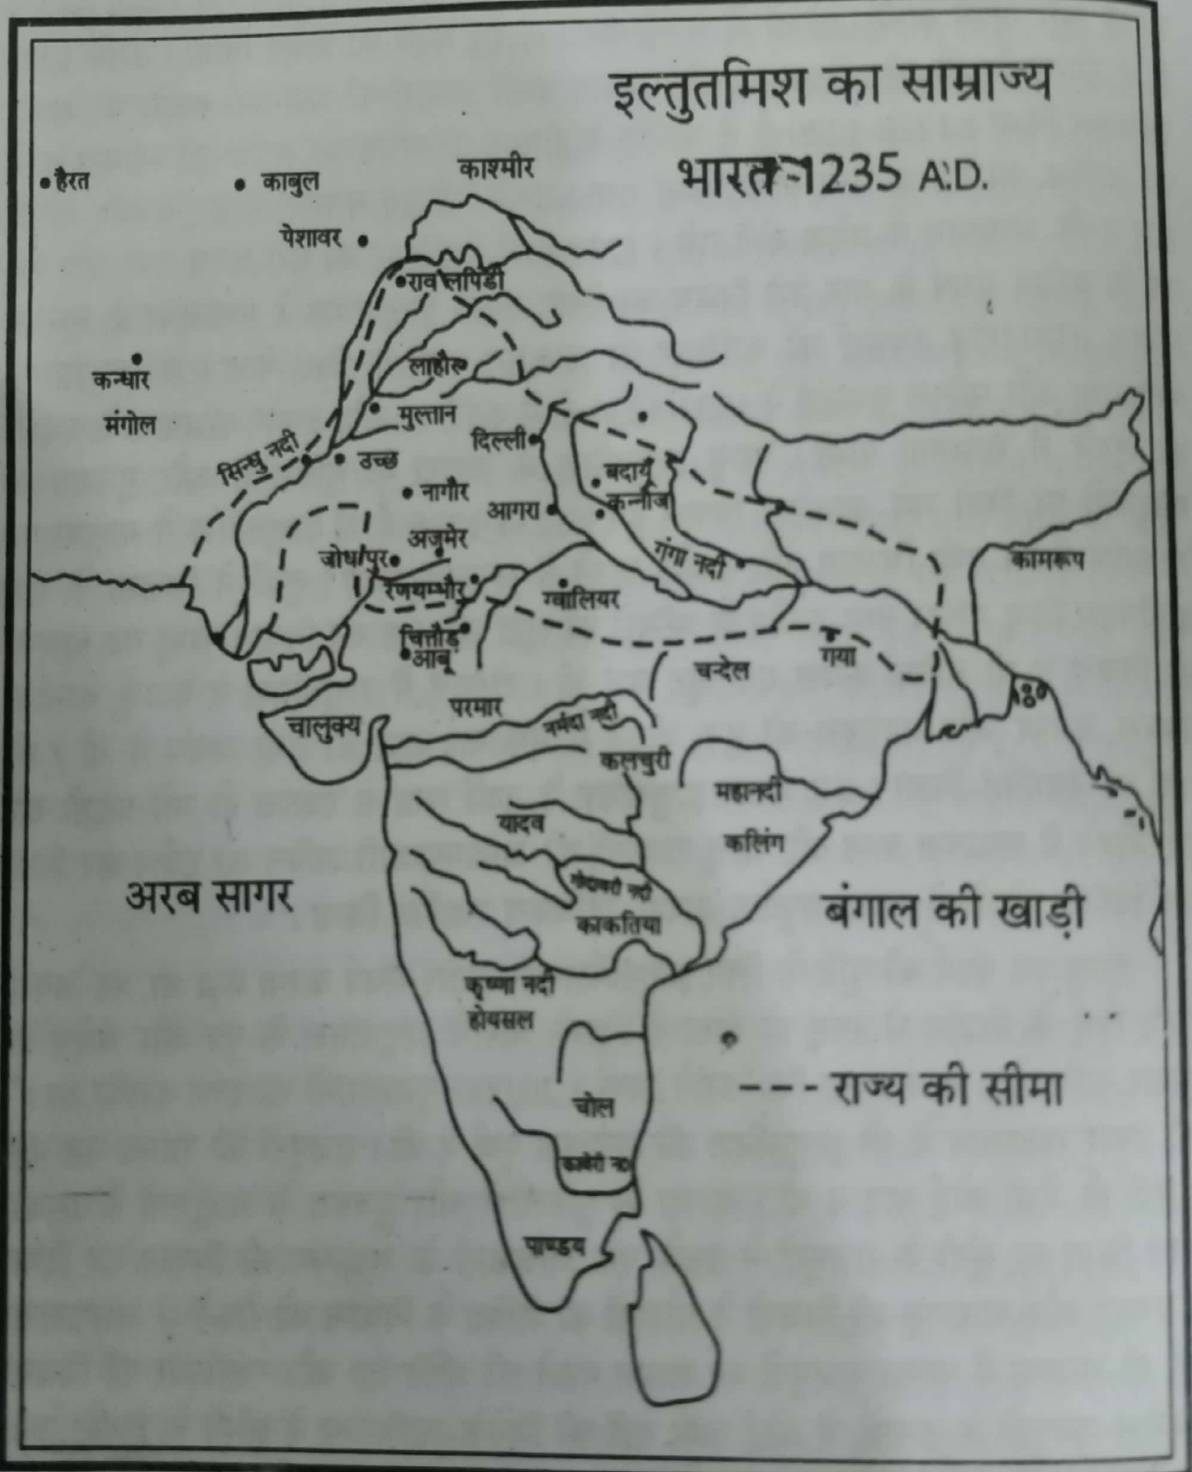 इल्तुतमिश का साम्राज्य
भारत-1235 A.D.
काश्मीर
हैरत
काबुल
पेशावर
रावलपिंडी
कन्धार
मंगोल
लाहौर
मुल्तान
दिल्ली
सिन्धु नदी
उच्छ
बदायूँ
नागौर
कन्नौज
आगरा
अजमेर
जोधपुर
गंगा नदी
कामरूप
रणथम्भौर
ग्वालियर
चित्तौड़
आबू
गया
चन्देल
परमार
नर्मदा नदी
चालुक्य
कलचुरी
महानदी
यादव
कलिंग
गोदावरी नदी
अरब सागर
बंगाल की खाड़ी
काकतिया
कृष्णा नदी
होयसल
--- राज्य की सीमा
चोल
पाण्डय